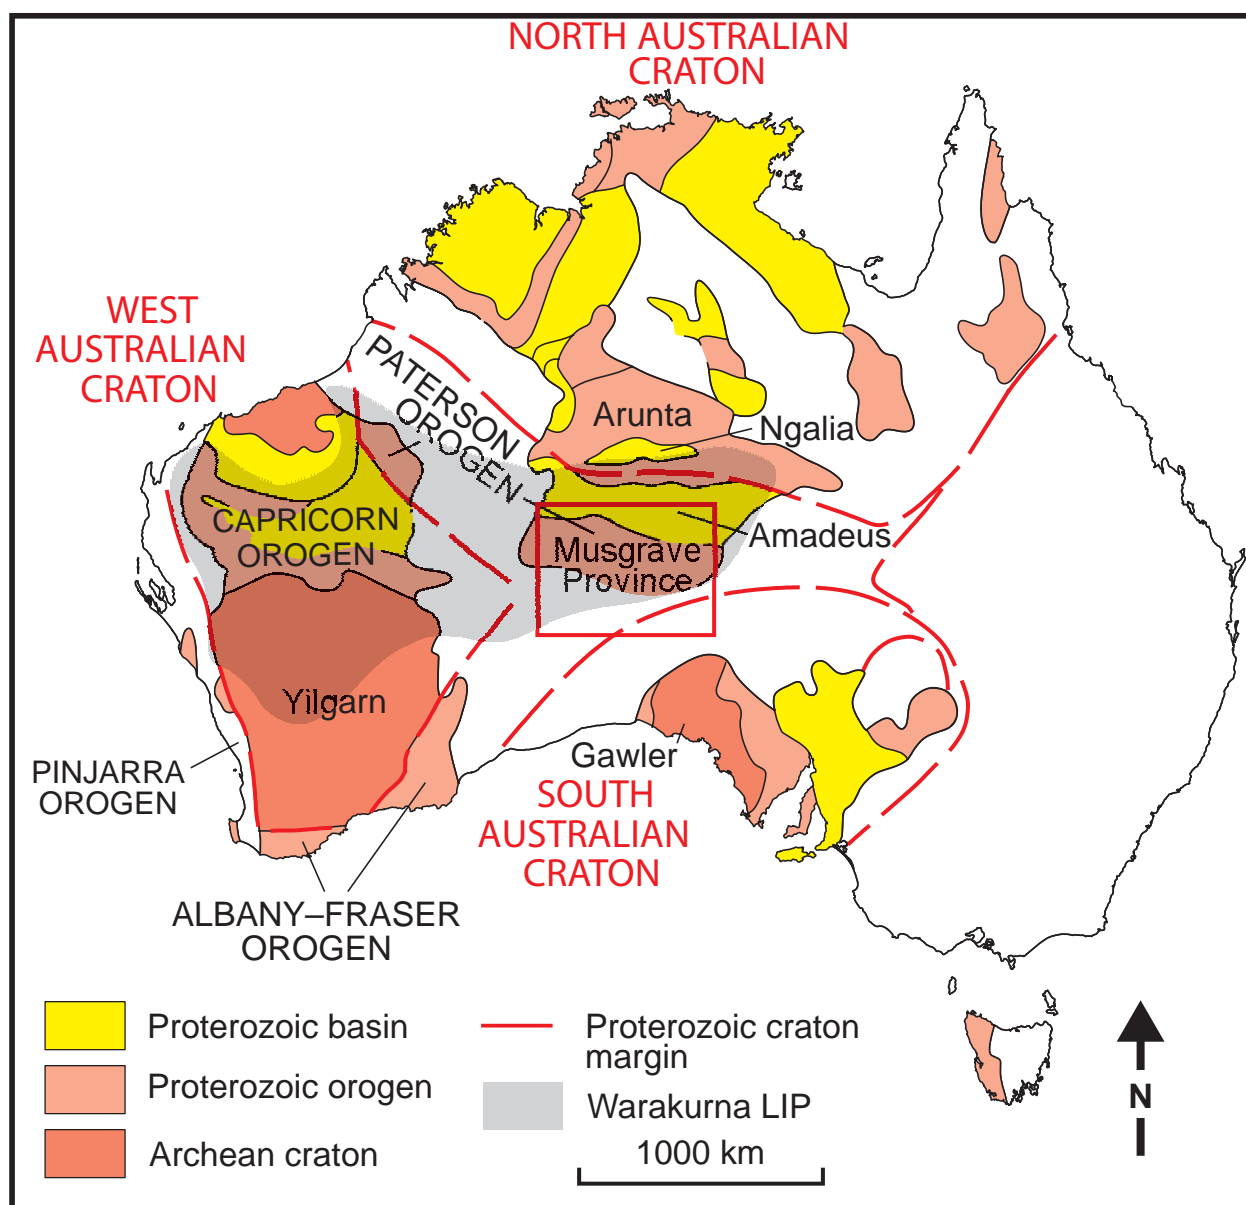 NORTH AUSTRALIAN
CRATON
WEST
AUSTRALIAN
CRATON
PATERSON
OROGEN
Arunta
Ngalia
CAPRICORN
OROGEN
Amadeus
Musgrave
Province
Yilgarn
PINJARRA
OROGEN
Gawler
SOUTH
AUSTRALIAN
CRATON
ALBANY–FRASER
OROGEN
Proterozoic basin
Proterozoic orogen
Archean craton
Proterozoic craton
margin
Warakurna LIP
1000 km
N